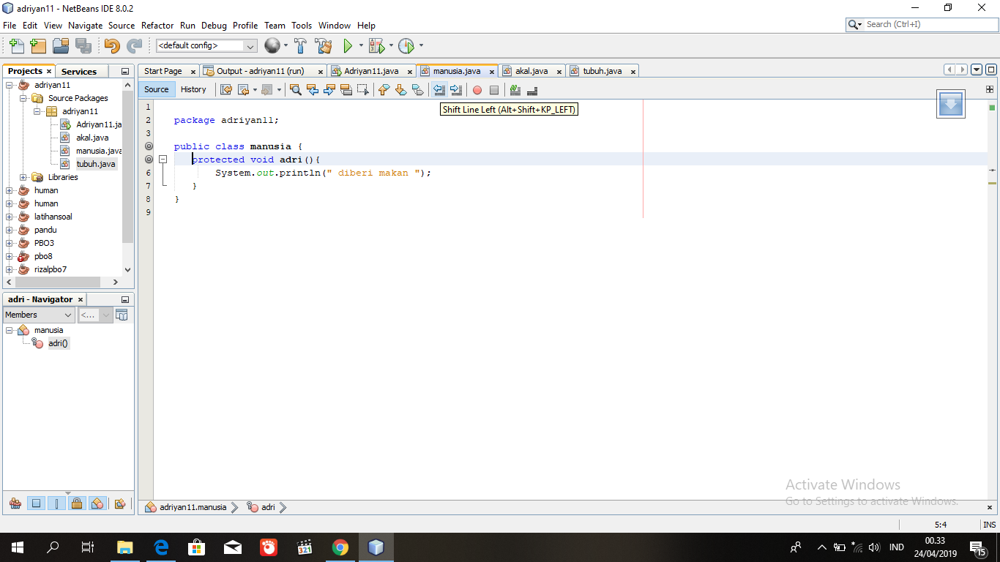 adriyan11 - NetBeans IDE 8.0.2
File Edit View Navigate Source Refactor Run Debug Profile Team Tools Window Help
Search (Ctrl+I)
<default config>
Projects Services
Start Page Output - adriyan11 (run) Adriyan11.java manusia.java akal.java tubuh.java
Source History
Shift Line Left (Alt+Shift+KP_LEFT)
adriyan11
Source Packages
adriyan11
Adriyan11.ja
akal.java
manusia.java
tubuh.java
Libraries
human
human
latihansoal
pandu
PBO3
pbo8
rizalpbo7
1
2 package adriyan11;
3
public class manusia {
protected void adri(){
6 System.out.println(" diberi makan ");
7 }
8 }
9
adri - Navigator
Members <...
manusia
adri()
Activate Windows
Go to Settings to activate Windows.
adriyan11.manusia adri
5:4 INS
321
IND
00.33
24/04/2019
15